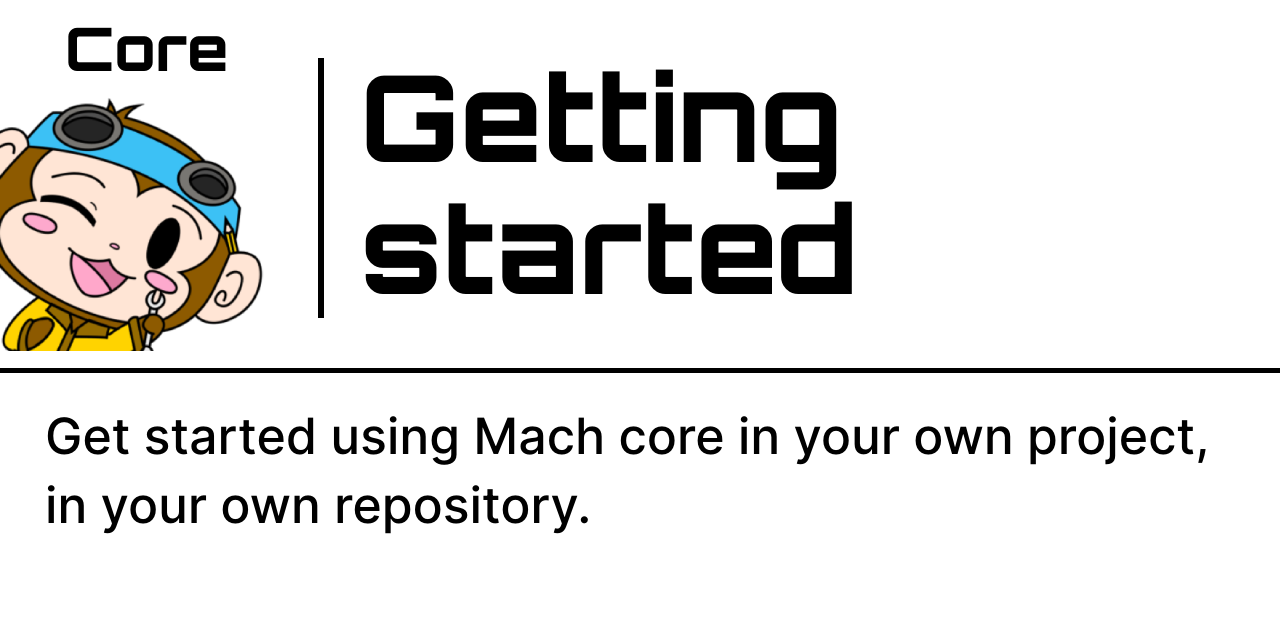 Core
Getting
started
Get started using Mach core in your own project,
in your own repository.